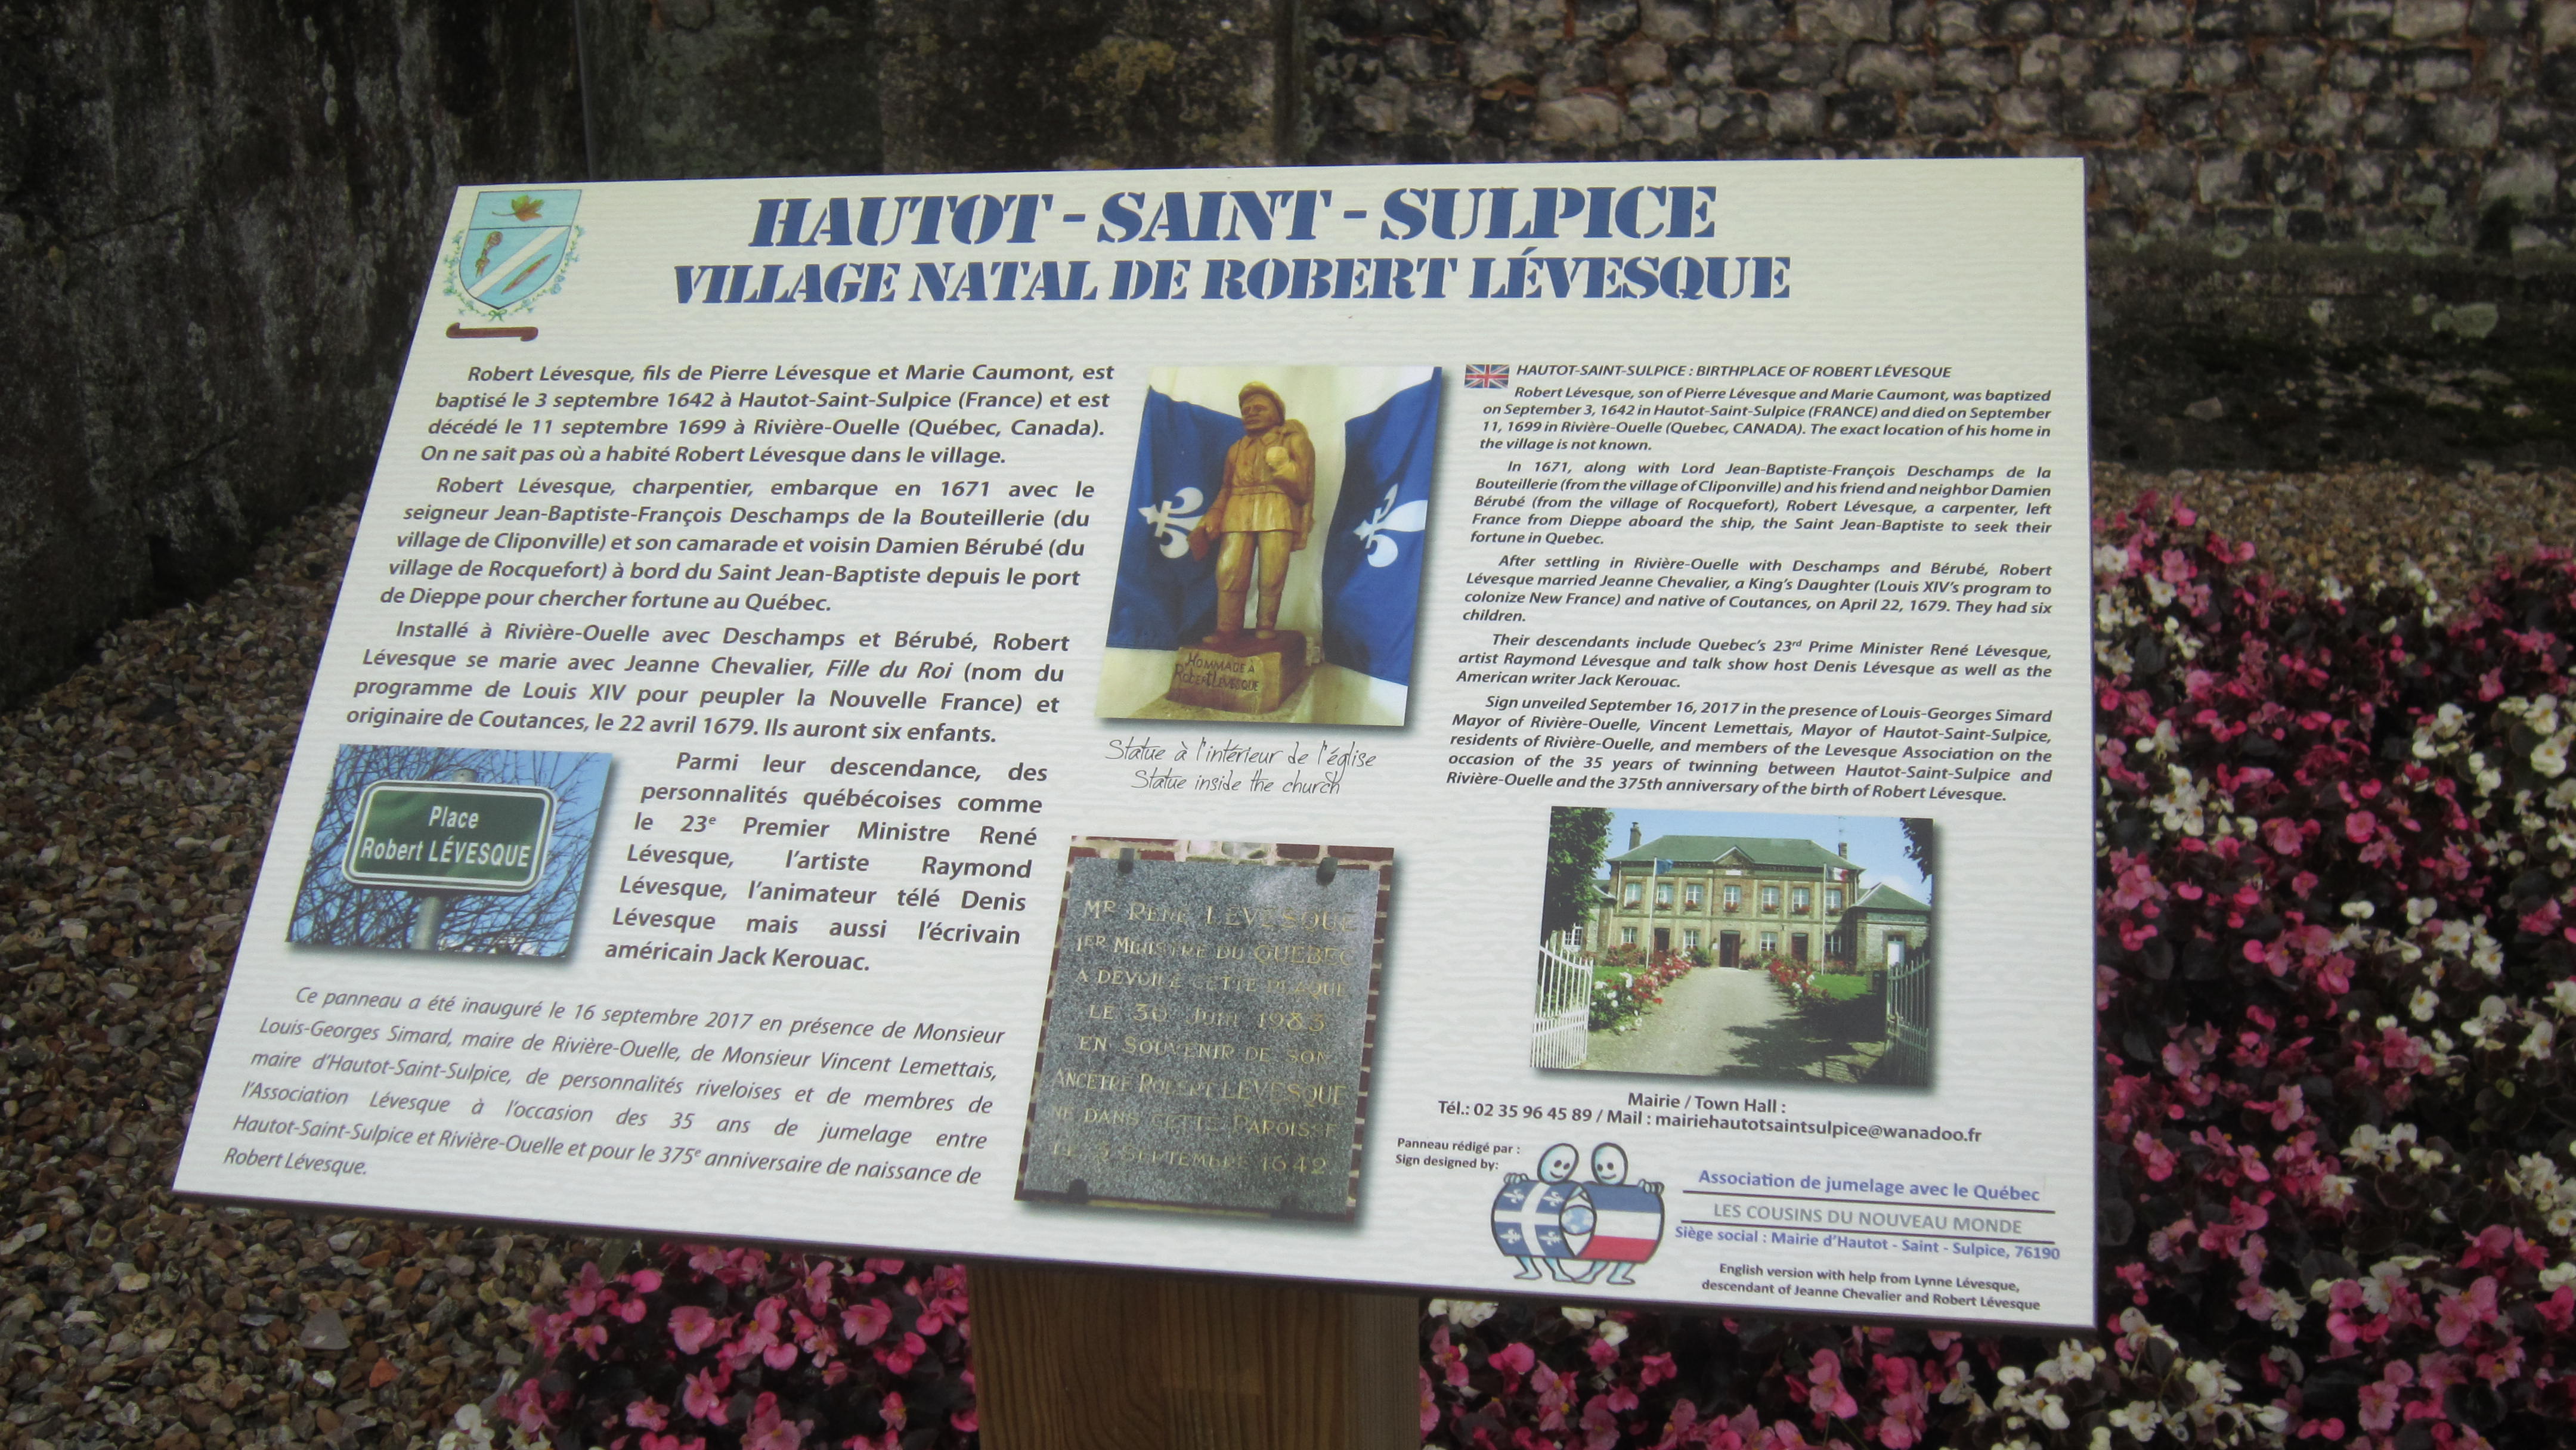 HAUTOT - SAINT - SULPICE
VILLAGE NATAL DE ROBERT LÉVESQUE
Robert Lévesque, fils de Pierre Lévesque et Marie Caumont, est
baptisé le 3 septembre 1642 à Hautot-Saint-Sulpice (France) et est
décédé le 11 septembre 1699 à Rivière-Ouelle (Québec, Canada).
On ne sait pas où a habité Robert Lévesque dans le village.
Robert Lévesque, charpentier, embarque en 1671 avec le
seigneur Jean-Baptiste-François Deschamps de la Bouteillerie (du
village de Cliponville) et son camarade et voisin Damien Bérubé (du
village de Rocquefort) à bord du Saint Jean-Baptiste depuis le port
de Dieppe pour chercher fortune au Québec.
Installé à Rivière-Ouelle avec Deschamps et Bérubé, Robert
Lévesque se marie avec Jeanne Chevalier, Fille du Roi (nom du
programme de Louis XIV pour peupler la Nouvelle France) et
originaire de Coutances, le 22 avril 1679. Ils auront six enfants.
Place
Robert LÉVESQUE
Parmi leur descendance, des
personnalités québécoises comme
le 23e Premier Ministre René
Lévesque, l'artiste Raymond
Lévesque, l'animateur télé Denis
Lévesque mais aussi l'écrivain
américain Jack Kerouac.
Ce panneau a été inauguré le 16 septembre 2017 en présence de Monsieur
Louis-Georges Simard, maire de Rivière-Ouelle, de Monsieur Vincent Lemettais,
maire d'Hautot-Saint-Sulpice, de personnalités riveloises et de membres de
l'Association Lévesque à l'occasion des 35 ans de jumelage entre
Hautot-Saint-Sulpice et Rivière-Ouelle et pour le 375e anniversaire de naissance de
Robert Lévesque.
HOMMAGE À
ROBERT LEVESQUE
Statue à l'intérieur de l'église
Statue inside the church
MR RENÉ LEVESQUE
1ER MINISTRE DU QUEBEC
A DEVOILÉ CETTE PLAQUE
LE 30 JUIN 1983
EN SOUVENIR DE SON
ANCETRE ROBERT LEVESQUE
NÉ DANS CETTE PAROISSE
LE 3 SEPTEMBRE 1642
HAUTOT-SAINT-SULPICE : BIRTHPLACE OF ROBERT LÉVESQUE
Robert Lévesque, son of Pierre Lévesque and Marie Caumont, was baptized
on September 3, 1642 in Hautot-Saint-Sulpice (FRANCE) and died on September
11, 1699 in Rivière-Ouelle (Quebec, CANADA). The exact location of his home in
the village is not known.
In 1671, along with Lord Jean-Baptiste-François Deschamps de la
Bouteillerie (from the village of Cliponville) and his friend and neighbor Damien
Bérubé (from the village of Rocquefort), Robert Lévesque, a carpenter, left
France from Dieppe aboard the ship, the Saint Jean-Baptiste to seek their
fortune in Quebec.
After settling in Rivière-Ouelle with Deschamps and Bérubé, Robert
Lévesque married Jeanne Chevalier, a King's Daughter (Louis XIV's program to
colonize New France) and native of Coutances, on April 22, 1679. They had six
children.
Their descendants include Quebec's 23rd Prime Minister René Lévesque,
artist Raymond Lévesque and talk show host Denis Lévesque as well as the
American writer Jack Kerouac.
Sign unveiled September 16, 2017 in the presence of Louis-Georges Simard
Mayor of Rivière-Ouelle, Vincent Lemettais, Mayor of Hautot-Saint-Sulpice,
residents of Rivière-Ouelle, and members of the Levesque Association on the
occasion of the 35 years of twinning between Hautot-Saint-Sulpice and
Rivière-Ouelle and the 375th anniversary of the birth of Robert Lévesque.
Mairie / Town Hall :
Tél.: 02 35 96 45 89 / Mail : mairiehautotsaintsulpice@wanadoo.fr
Panneau rédigé par :
Sign designed by:
Association de jumelage avec le Québec
LES COUSINS DU NOUVEAU MONDE
Siège social : Mairie d'Hautot - Saint - Sulpice, 76190
English version with help from Lynne Lévesque,
descendant of Jeanne Chevalier and Robert Lévesque